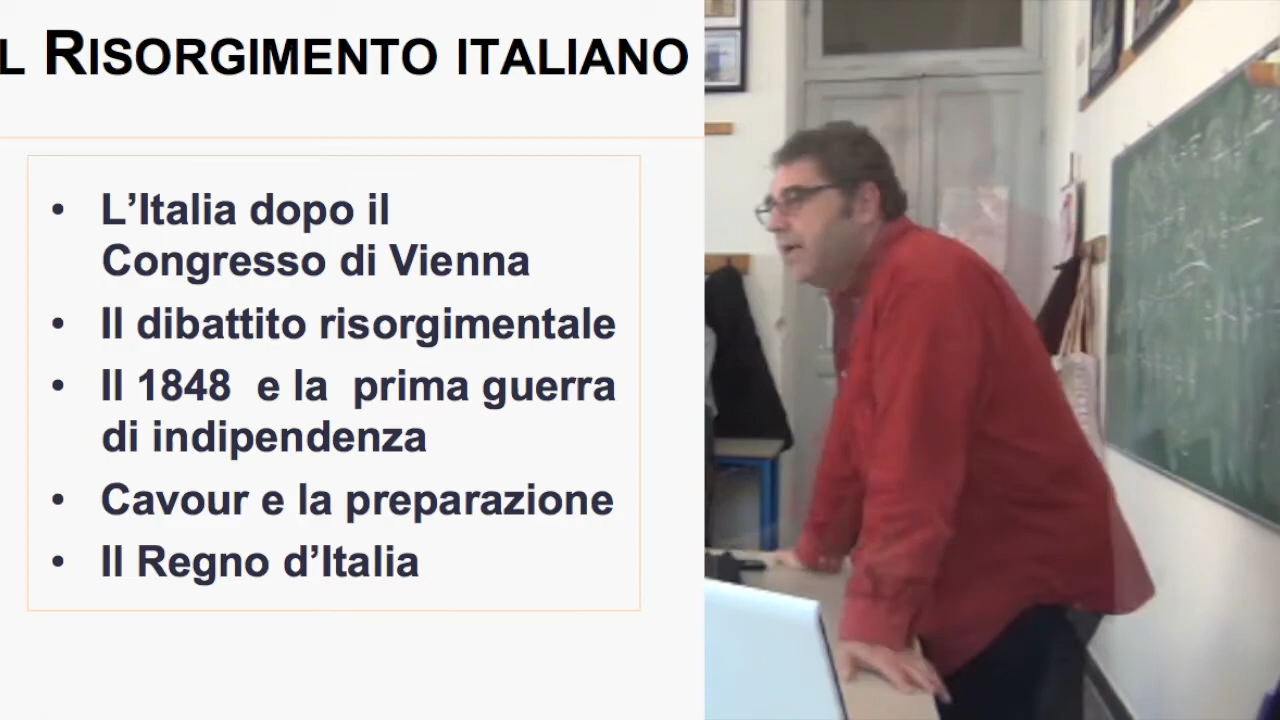 L RISORGIMENTO ITALIANO
• L’Italia dopo il
Congresso di Vienna
• Il dibattito risorgimentale
• Il 1848 e la prima guerra
di indipendenza
• Cavour e la preparazione
• Il Regno d’Italia